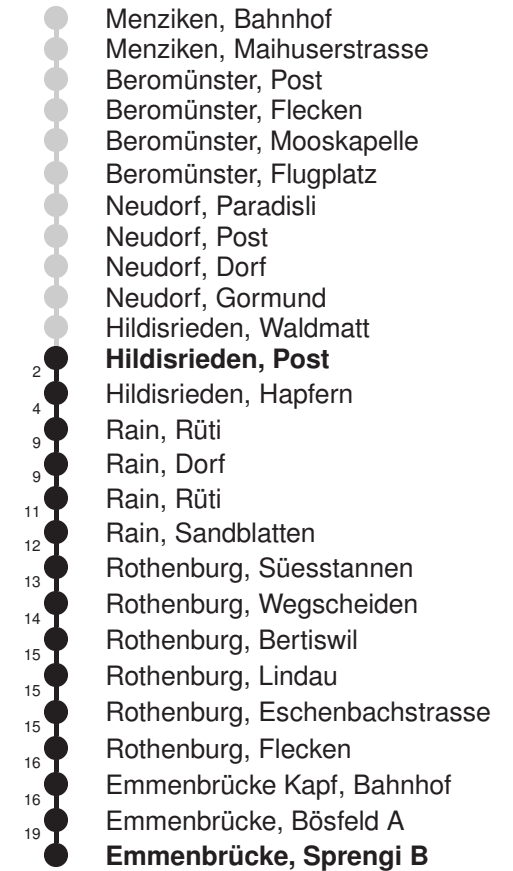 Menziken, Bahnhof
Menziken, Maihuserstrasse
Beromünster, Post
Beromünster, Flecken
Beromünster, Mooskapelle
Beromünster, Flugplatz
Neudorf, Paradisli
Neudorf, Post
Neudorf, Dorf
Neudorf, Gormund
Hildisrieden, Waldmatt
Hildisrieden, Post
2 Hildisrieden, Hapfern
4 Rain, Rüti
9 Rain, Dorf
9 Rain, Rüti
11 Rain, Sandblatten
12 Rothenburg, Süesstannen
13 Rothenburg, Wegscheiden
14 Rothenburg, Bertiswil
15 Rothenburg, Lindau
15 Rothenburg, Eschenbachstrasse
15 Rothenburg, Flecken
16 Emmenbrücke Kapf, Bahnhof
16 Emmenbrücke, Bösfeld A
19 Emmenbrücke, Sprengi B